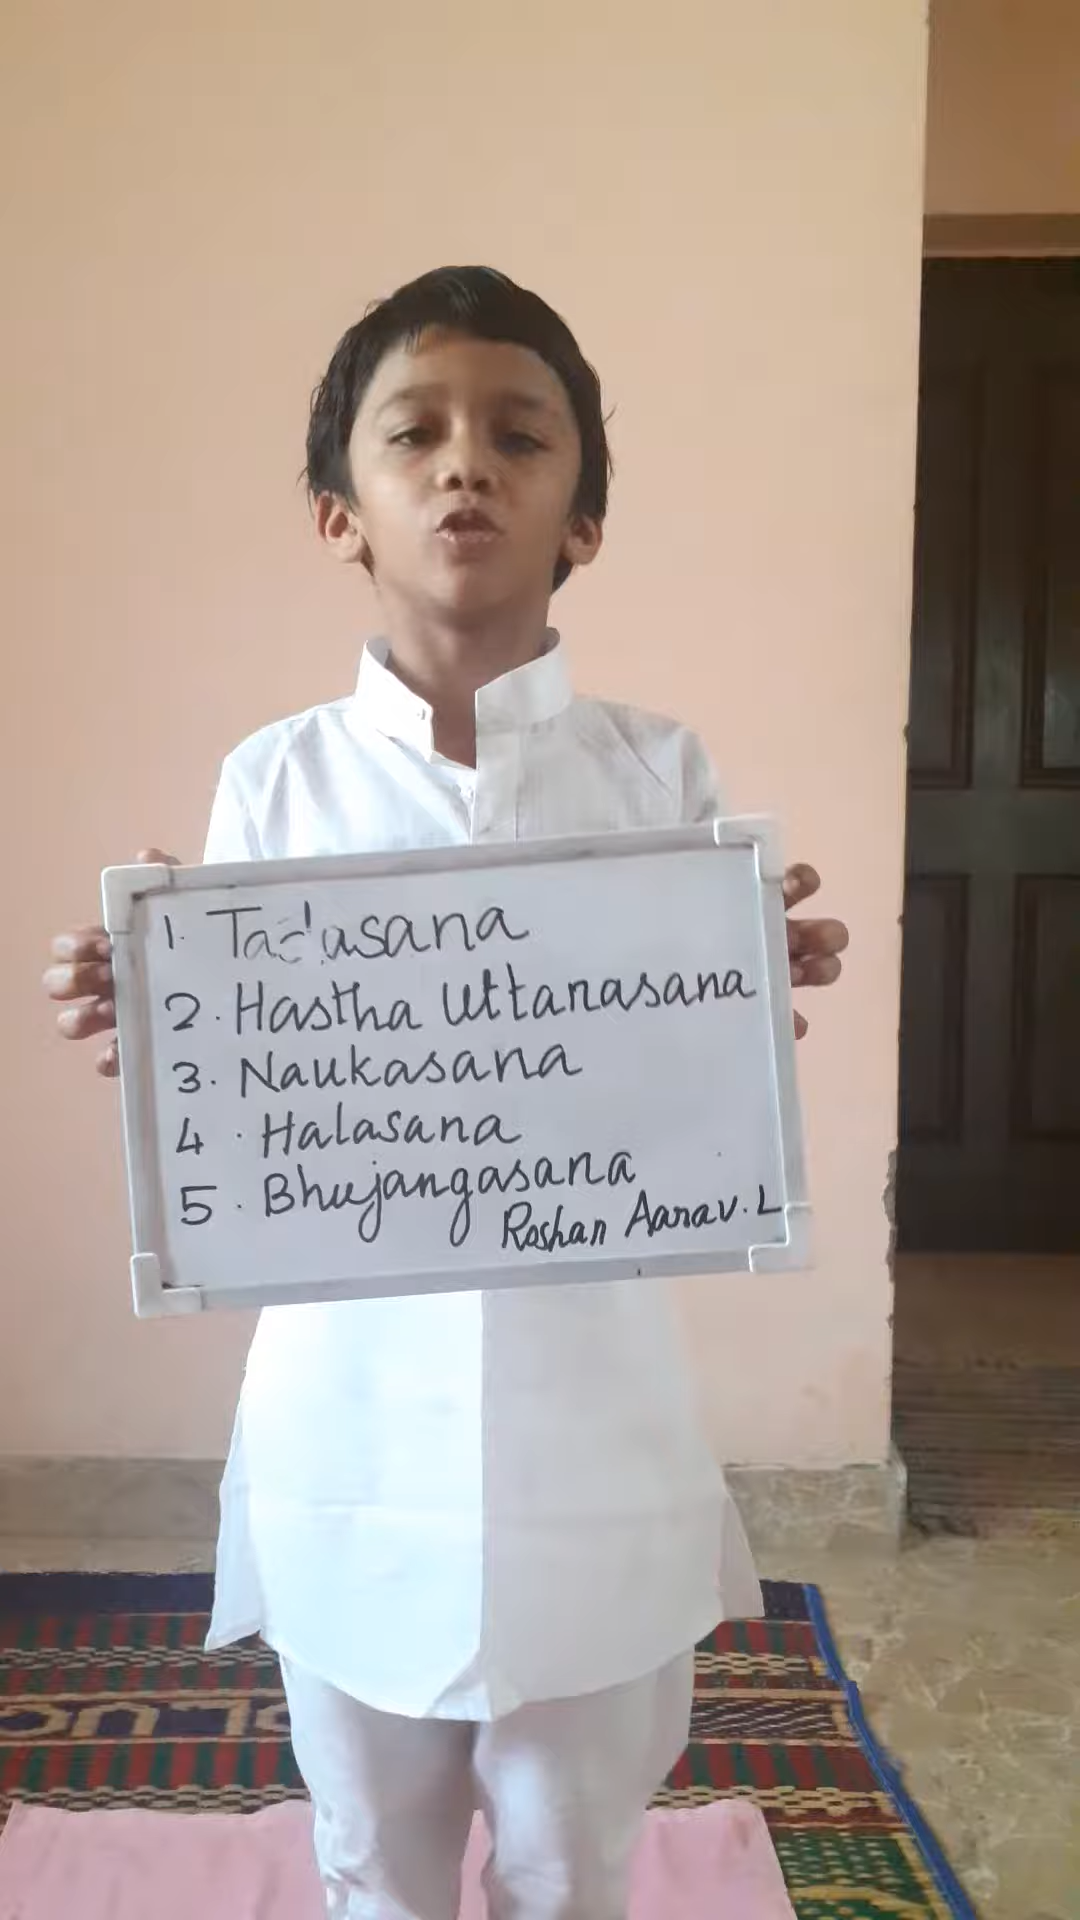 1. Tadasana
2. Hastha Uttanasana
3. Naukasana
4. Halasana
5. Bhujangasana
Roshan Aarav. L